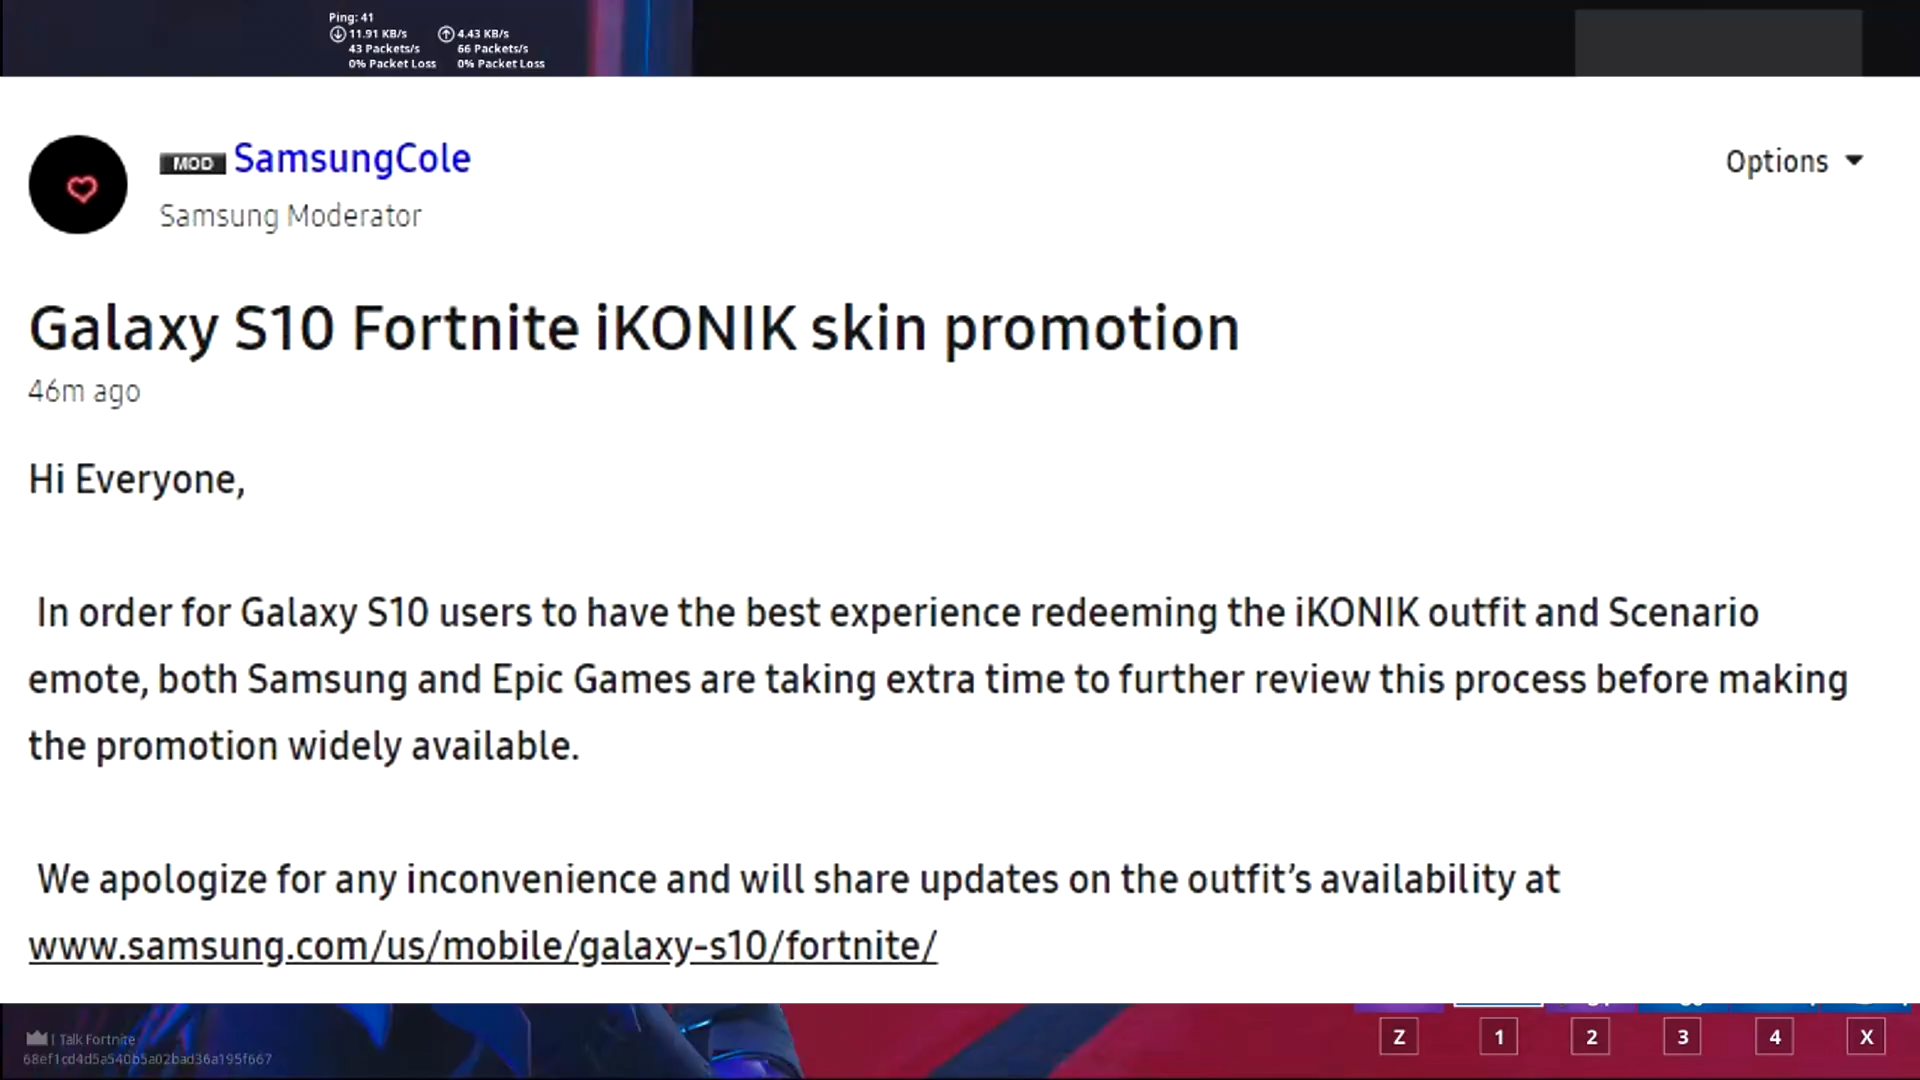 Ping: 41
11.91 KB/s 4.43 KB/s
43 Packets/s 66 Packets/s
0% Packet Loss 0% Packet Loss
MOD SamsungCole
Options
Samsung Moderator
Galaxy S10 Fortnite iKONIK skin promotion
46m ago
Hi Everyone,
In order for Galaxy S10 users to have the best experience redeeming the iKONIK outfit and Scenario
emote, both Samsung and Epic Games are taking extra time to further review this process before making
the promotion widely available.
We apologize for any inconvenience and will share updates on the outfit’s availability at
www.samsung.com/us/mobile/galaxy-s10/fortnite/
I Talk Fortnite
68ef1cd4d5a540b5a02bad36a195f667
Z 1 2 3 4 X